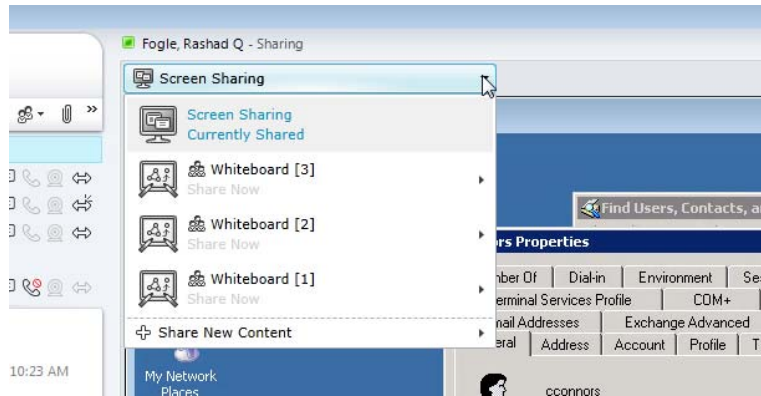 Fogle, Rashad Q - Sharing
Screen Sharing
Screen Sharing
Currently Shared
Whiteboard [3]
Share Now
Whiteboard [2]
Share Now
Whiteboard [1]
Share Now
Share New Content
10:23 AM
My Network
Places
Find Users, Contacts, a
rs Properties
nber Of Dial-in Environment Se
erminal Services Profile COM+
mail Addresses Exchange Advanced
eral Address Account Profile T
cconnors